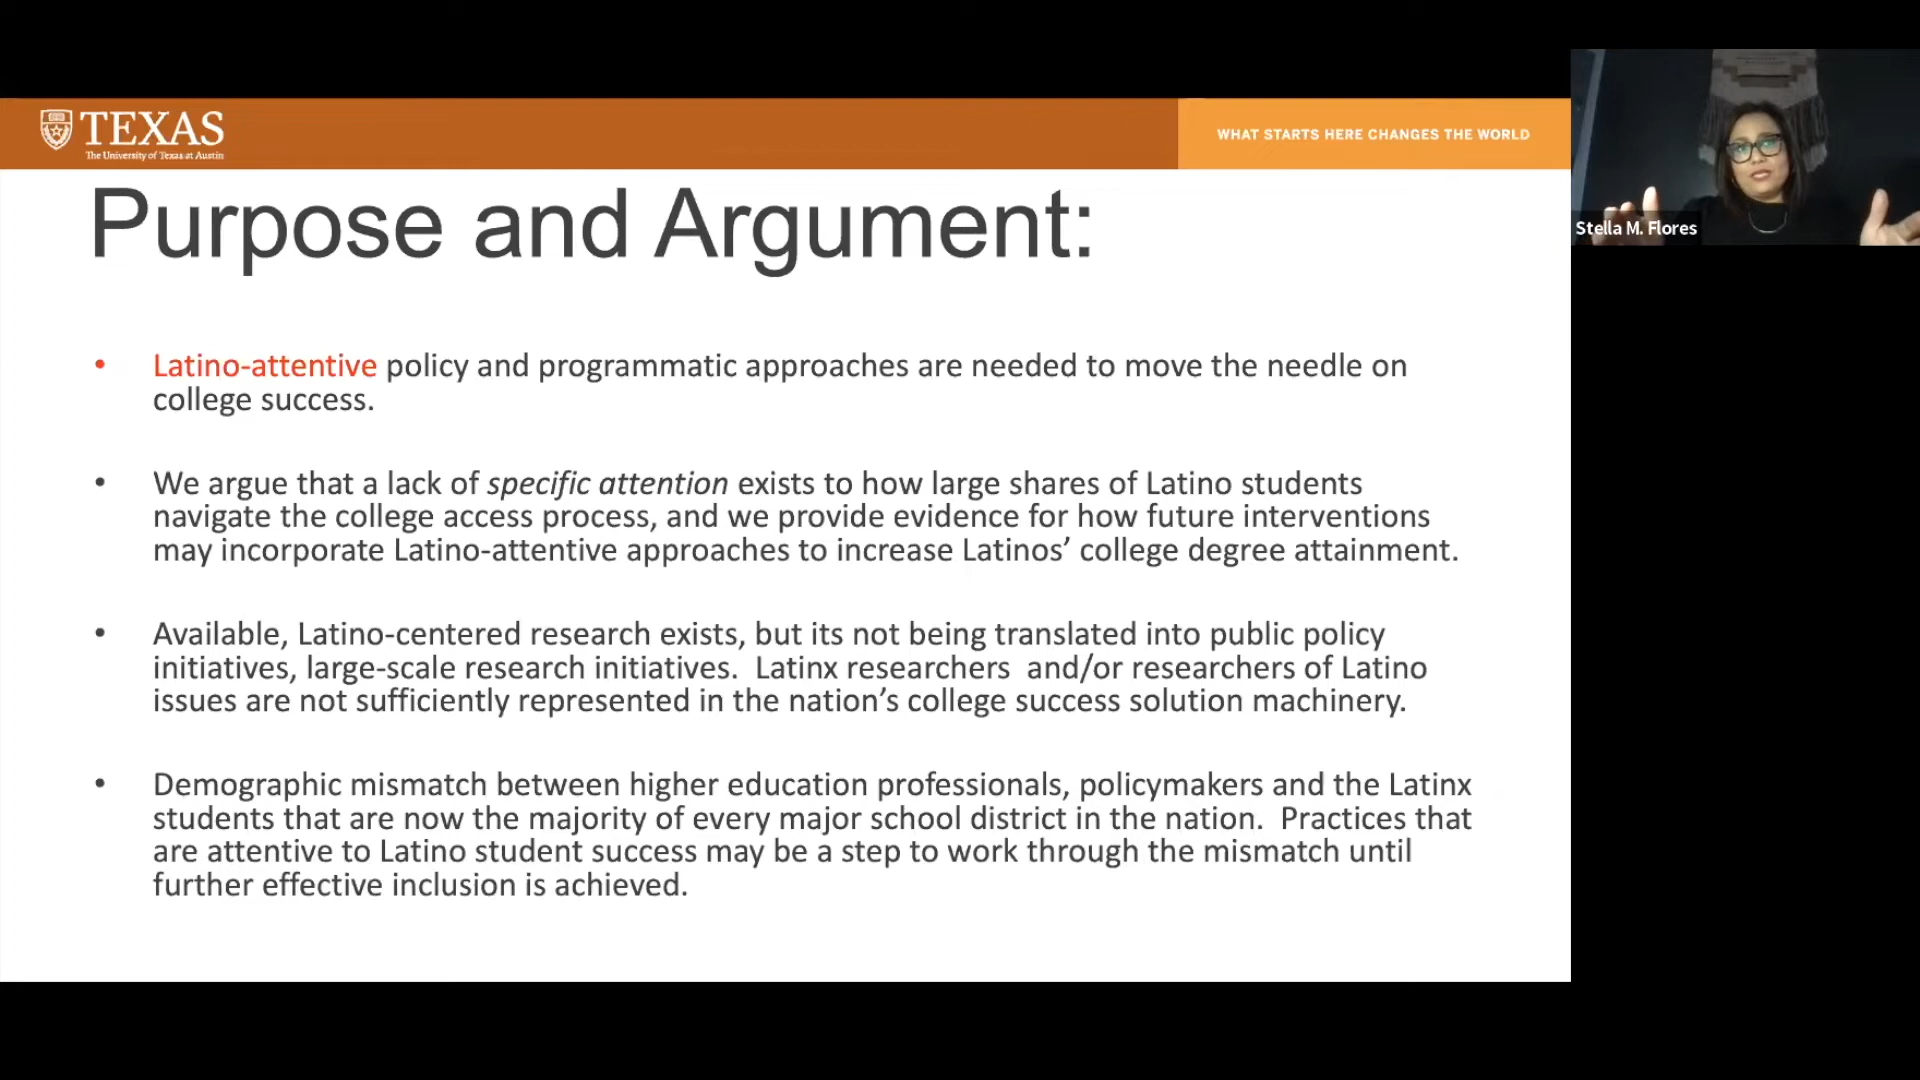 TEXAS
The University of Texas at Austin
WHAT STARTS HERE CHANGES THE WORLD
Purpose and Argument:
• Latino-attentive policy and programmatic approaches are needed to move the needle on
college success.
• We argue that a lack of specific attention exists to how large shares of Latino students
navigate the college access process, and we provide evidence for how future interventions
may incorporate Latino-attentive approaches to increase Latinos’ college degree attainment.
• Available, Latino-centered research exists, but its not being translated into public policy
initiatives, large-scale research initiatives.  Latinx researchers  and/or researchers of Latino
issues are not sufficiently represented in the nation’s college success solution machinery.
• Demographic mismatch between higher education professionals, policymakers and the Latinx
students that are now the majority of every major school district in the nation.  Practices that
are attentive to Latino student success may be a step to work through the mismatch until
further effective inclusion is achieved.
Stella M. Flores